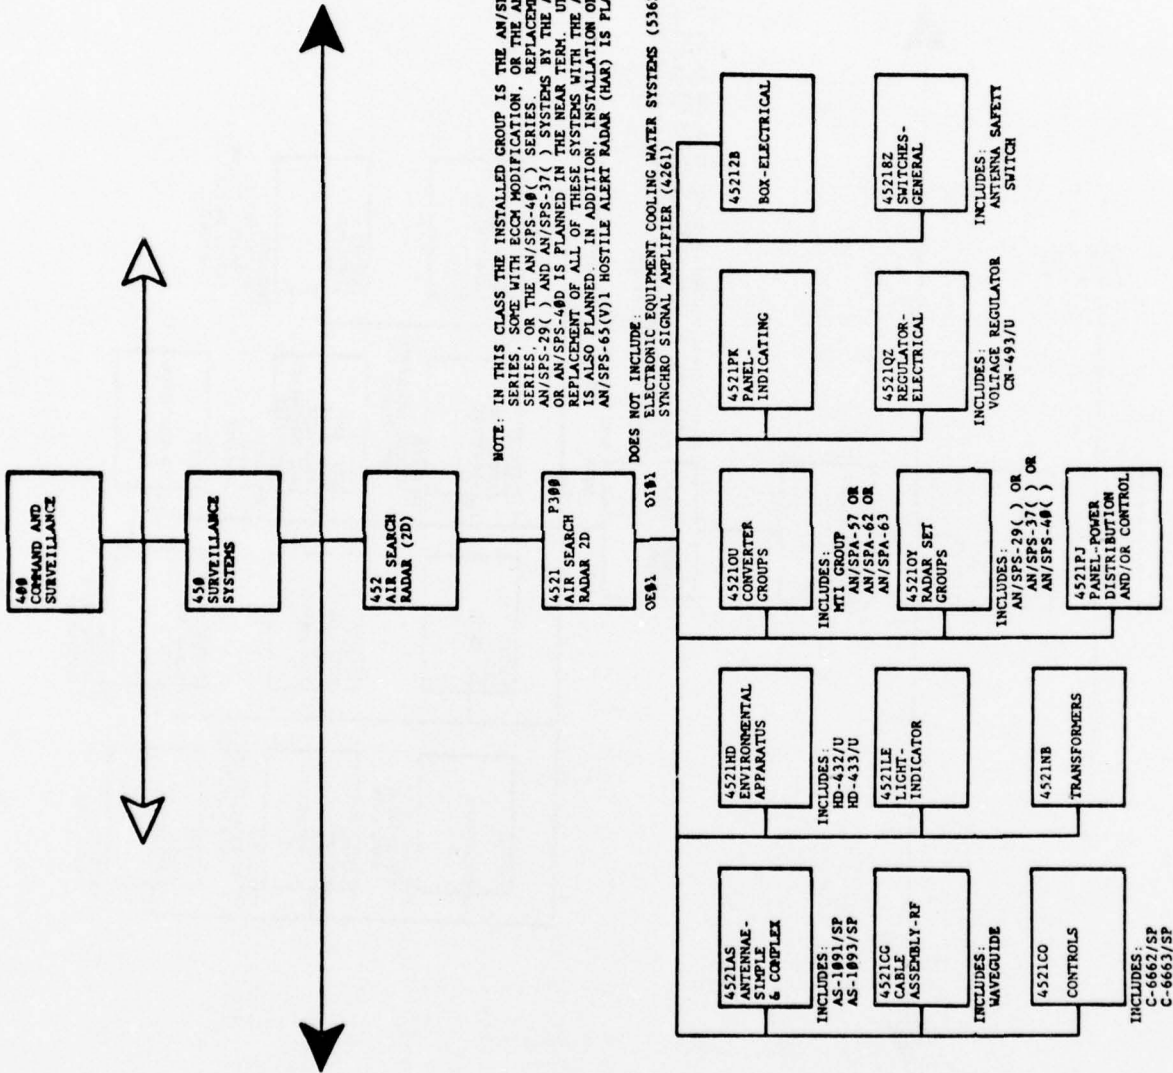 400
COMMAND AND
SURVEILLANCE
450
SURVEILLANCE
SYSTEMS
452
AIR SEARCH
RADAR (2D)
4521 P300
AIR SEARCH
RADAR 2D
OE01 OI01
NOTE: IN THIS CLASS THE INSTALLED GROUP IS THE
SERIES, SOME WITH ECCM MODIFICATION, OR THE
SERIES, OR THE AN/SPS-40( ) SERIES.
AN/SPS-29( ) AND AN/SPS-37( ) SYSTEMS BY THE
OR AN/SPS-40D IS PLANNED IN THE NEAR TERM.
REPLACEMENT OF ALL OF THESE SYSTEMS WITH THE
IS ALSO PLANNED. IN ADDITION, INSTALLATION
AN/SPS-65(V)1 HOSTILE ALERT RADAR (HAR) IS
DOES NOT INCLUDE:
ELECTRONIC EQUIPMENT COOLING WATER SYSTEMS
SYNCHRO SIGNAL AMPLIFIER (4261)
4521AS
ANTENNAE-
SIMPLE
& COMPLEX
INCLUDES:
AS-1091/SP
AS-1093/SP
4521CG
CABLE
ASSEMBLY-RF
INCLUDES:
WAVEGUIDE
4521CO
CONTROLS
INCLUDES:
C-6662/SP
C-6663/SP
4521HD
ENVIRONMENTAL
APPARATUS
INCLUDES:
HD-432/U
HD-433/U
4521LE
LIGHT-
INDICATOR
4521NB
TRANSFORMERS
4521OU
CONVERTER
GROUPS
INCLUDES:
MTI GROUP
AN/SPA-57 OR
AN/SPA-62 OR
AN/SPA-63
4521OY
RADAR SET
GROUPS
INCLUDES:
AN/SPS-29( ) OR
AN/SPS-37( ) OR
AN/SPS-40( )
4521PJ
PANEL-POWER
DISTRIBUTION
AND/OR CONTROL
4521PK
PANEL-
INDICATING
4521QZ
REGULATOR-
ELECTRICAL
INCLUDES:
VOLTAGE REGULATOR
CN-493/U
45212B
BOX-ELECTRICAL
45218Z
SWITCHES-
GENERAL
INCLUDES:
ANTENNA SAFETY
SWITCH